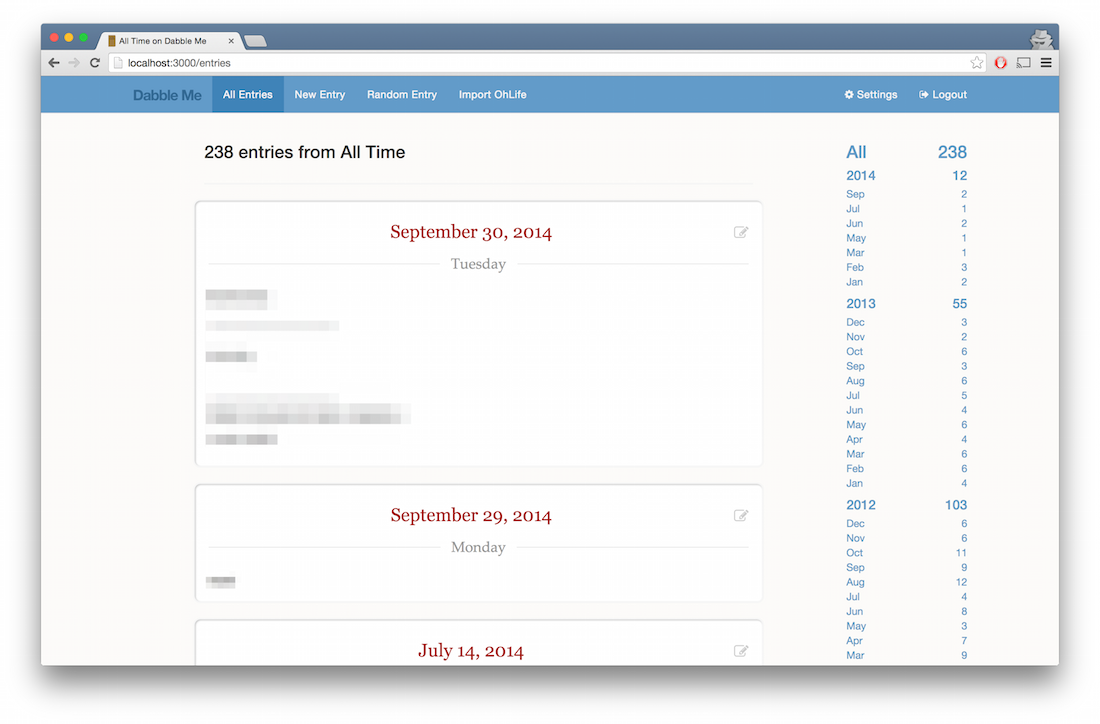 All Time on Dabble Me
localhost:3000/entries
Dabble Me All Entries New Entry Random Entry Import OhLife Settings Logout
238 entries from All Time
September 30, 2014
Tuesday
September 29, 2014
Monday
July 14, 2014
All 238
2014 12
Sep 2
Jul 1
Jun 2
May 1
Mar 1
Feb 3
Jan 2
2013 55
Dec 3
Nov 2
Oct 6
Sep 3
Aug 6
Jul 5
Jun 4
May 6
Apr 4
Mar 6
Feb 6
Jan 4
2012 103
Dec 6
Nov 6
Oct 11
Sep 9
Aug 12
Jul 4
Jun 8
May 3
Apr 7
Mar 9